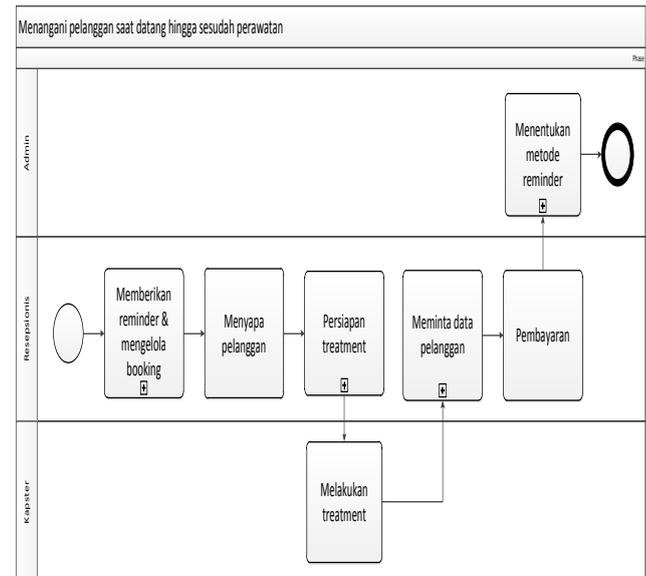 Menangani pelanggan saat datang hingga sesudah perawatan
Phase
Admin
Menentukan
metode
reminder
Resepsionis
Memberikan
reminder &
mengelola
booking
Menyapa
pelanggan
Persiapan
treatment
Meminta data
pelanggan
Pembayaran
Kapster
Melakukan
treatment